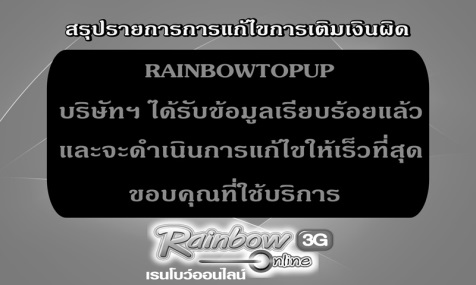 สรุปรายการการแก้ไขการเติมเงินผิด
RAINBOWTOPUP
บริษัทฯ ได้รับข้อมูลเรียบร้อยแล้ว
และจะดำเนินการแก้ไขให้เร็วที่สุด
ขอบคุณที่ใช้บริการ
Rainbow 3G
Online
เรนโบว์ออนไลน์